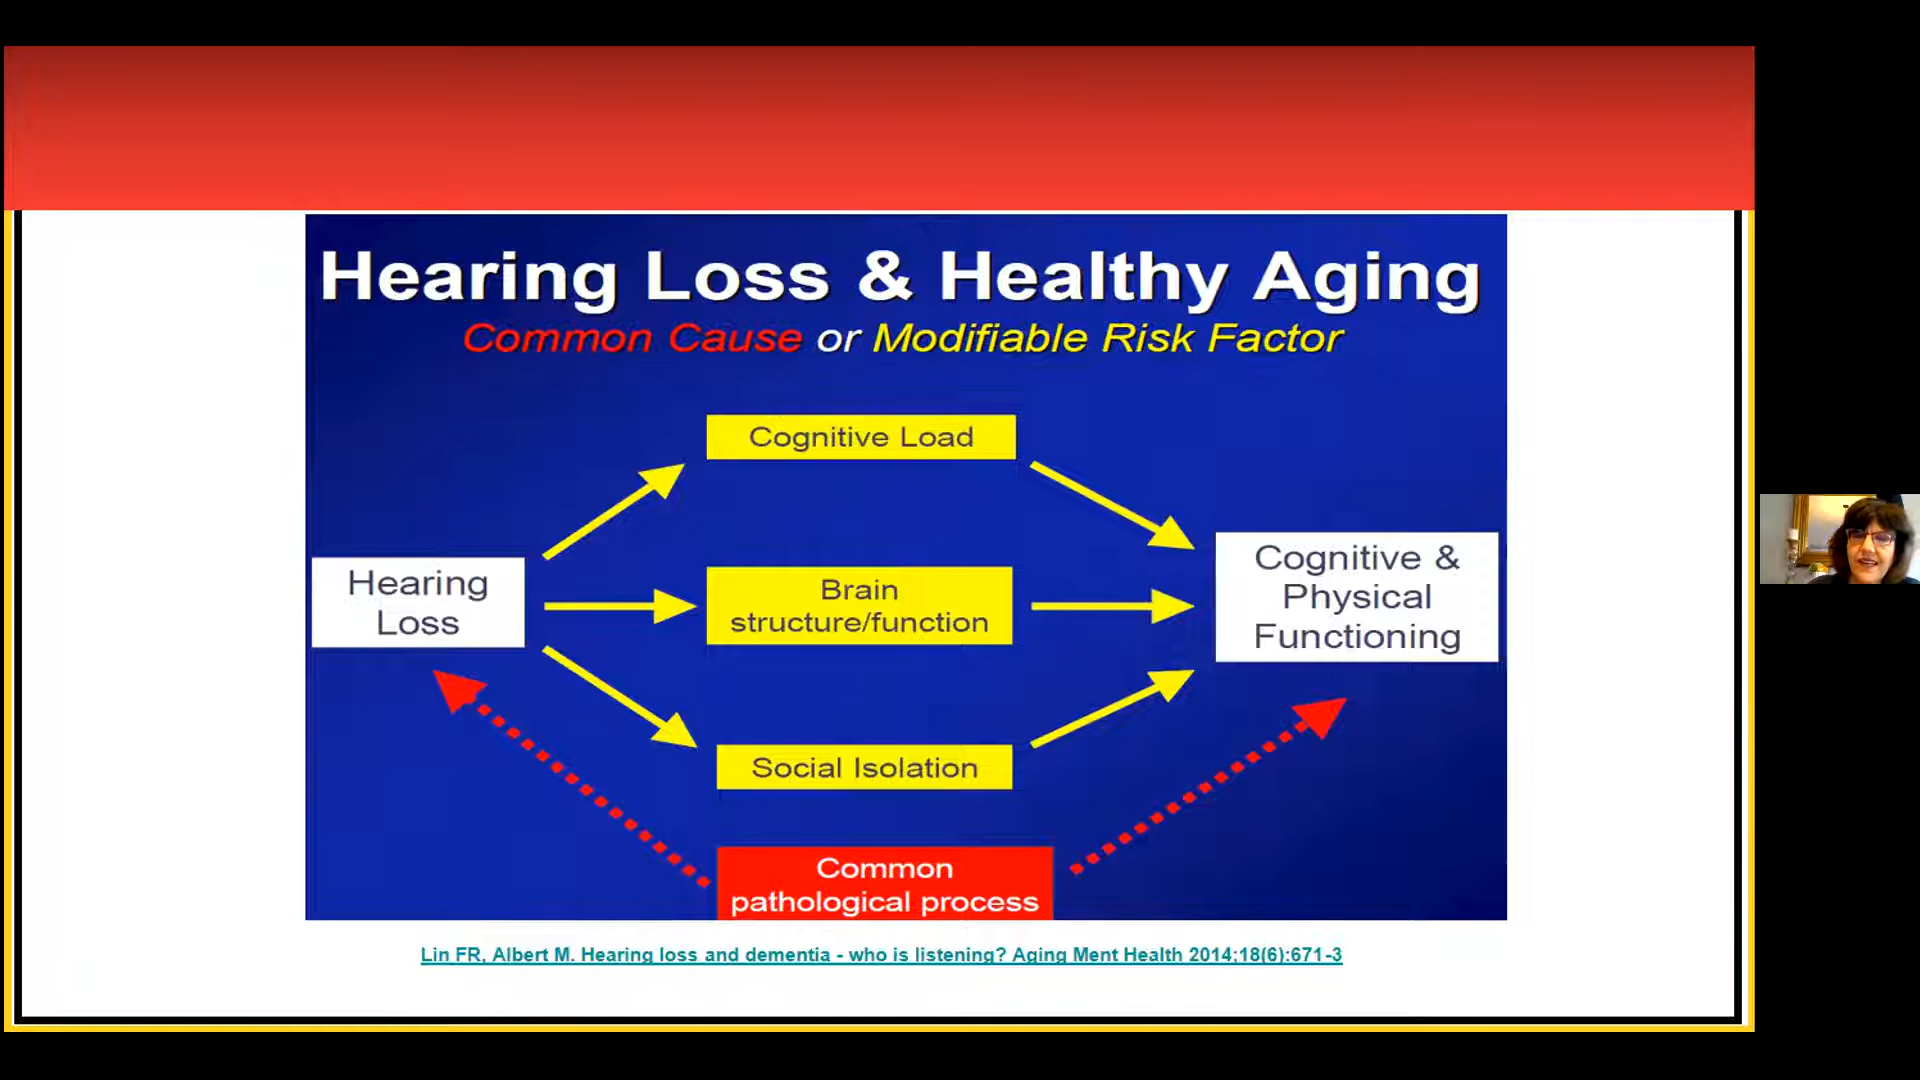 Hearing Loss & Healthy Aging
Common Cause or Modifiable Risk Factor
Cognitive Load
Hearing
Loss
Brain
structure/function
Cognitive &
Physical
Functioning
Social Isolation
Common
pathological process
Lin FR, Albert M. Hearing loss and dementia - who is listening? Aging Ment Health 2014;18(6):671-3